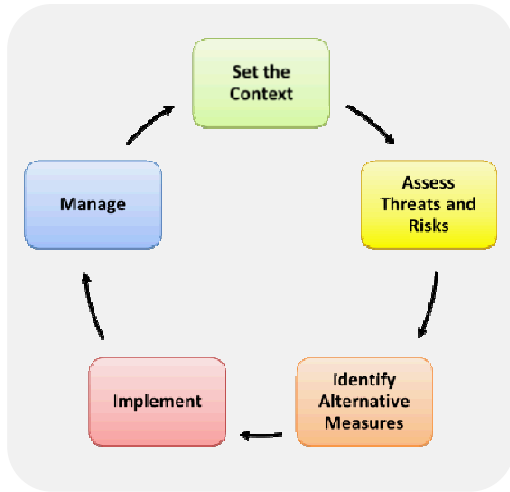 Set the
Context
Assess
Threats and
Risks
Identify
Alternative
Measures
Implement
Manage